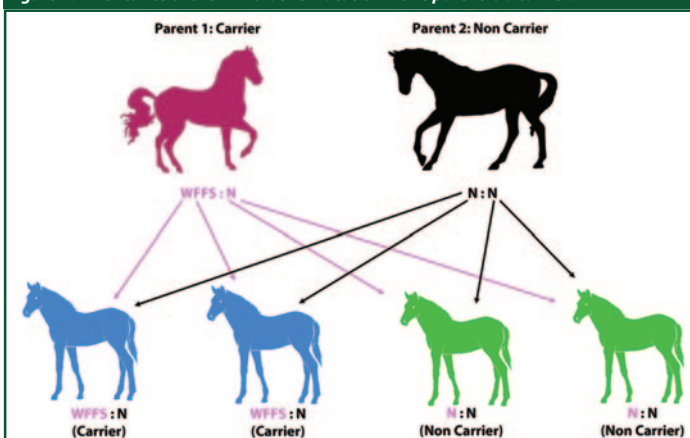 Parent 1: Carrier
Parent 2: Non Carrier
WFFS : N
N : N
WFFS : N
(Carrier)
WFFS : N
(Carrier)
N : N
(Non Carrier)
N : N
(Non Carrier)